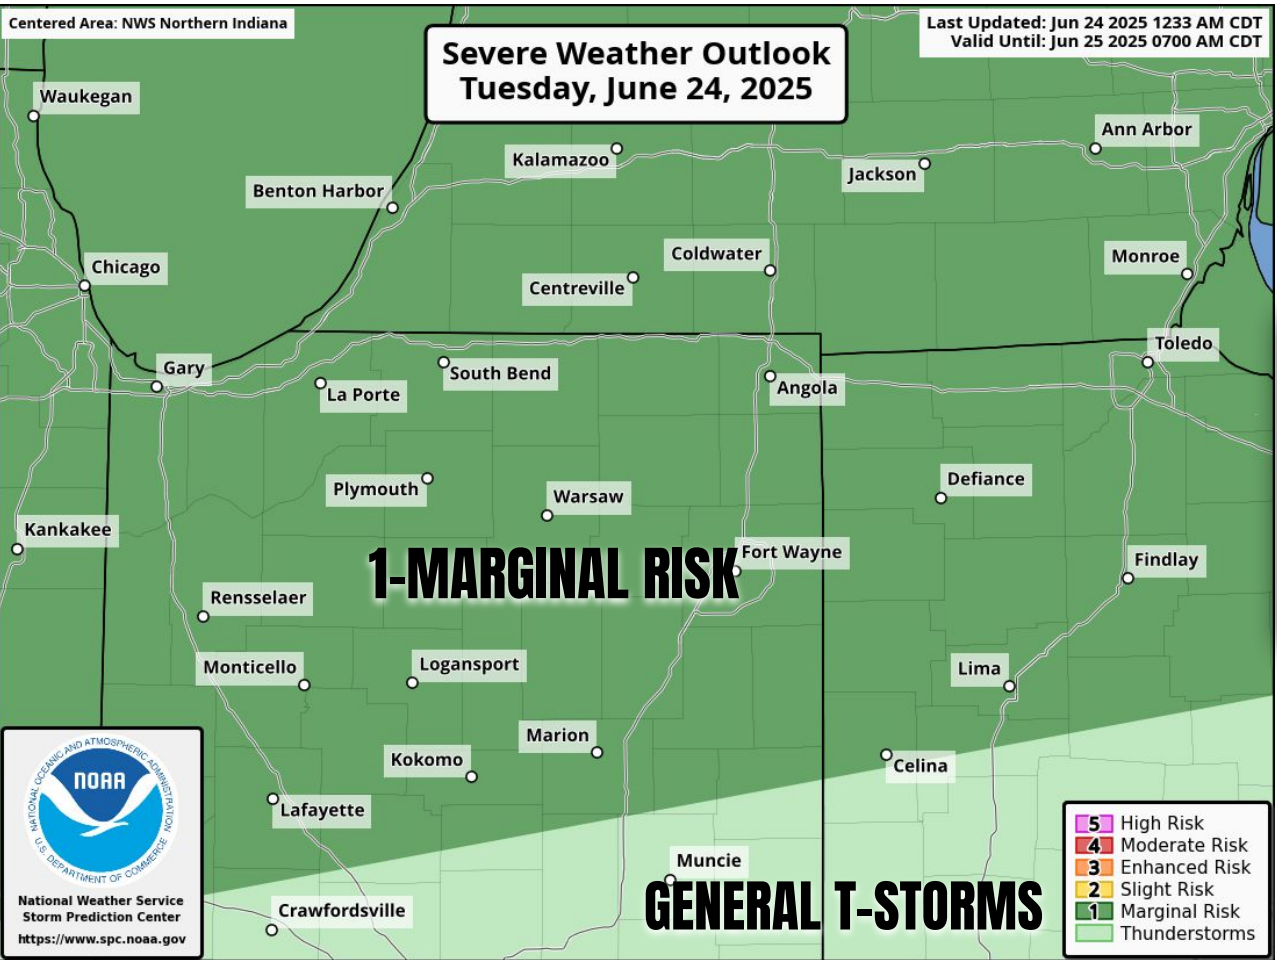 Centered Area: NWS Northern Indiana
Severe Weather Outlook
Tuesday, June 24, 2025
Last Updated: Jun 24 2025 1233 AM CDT
Valid Until: Jun 25 2025 0700 AM CDT
Waukegan
Ann Arbor
Kalamazoo
Jackson
Benton Harbor
Coldwater
Monroe
Chicago
Centreville
Toledo
Gary
South Bend
La Porte
Angola
Plymouth
Warsaw
Defiance
Kankakee
1-MARGINAL RISK
Fort Wayne
Findlay
Rensselaer
Monticello
Logansport
Lima
Marion
Kokomo
Celina
Lafayette
Muncie
GENERAL T-STORMS
Crawfordsville
NATIONAL OCEANIC AND ATMOSPHERIC ADMINISTRATION
NOAA
U.S. DEPARTMENT OF COMMERCE
National Weather Service
Storm Prediction Center
https://www.spc.noaa.gov
5 High Risk
4 Moderate Risk
3 Enhanced Risk
2 Slight Risk
1 Marginal Risk
Thunderstorms